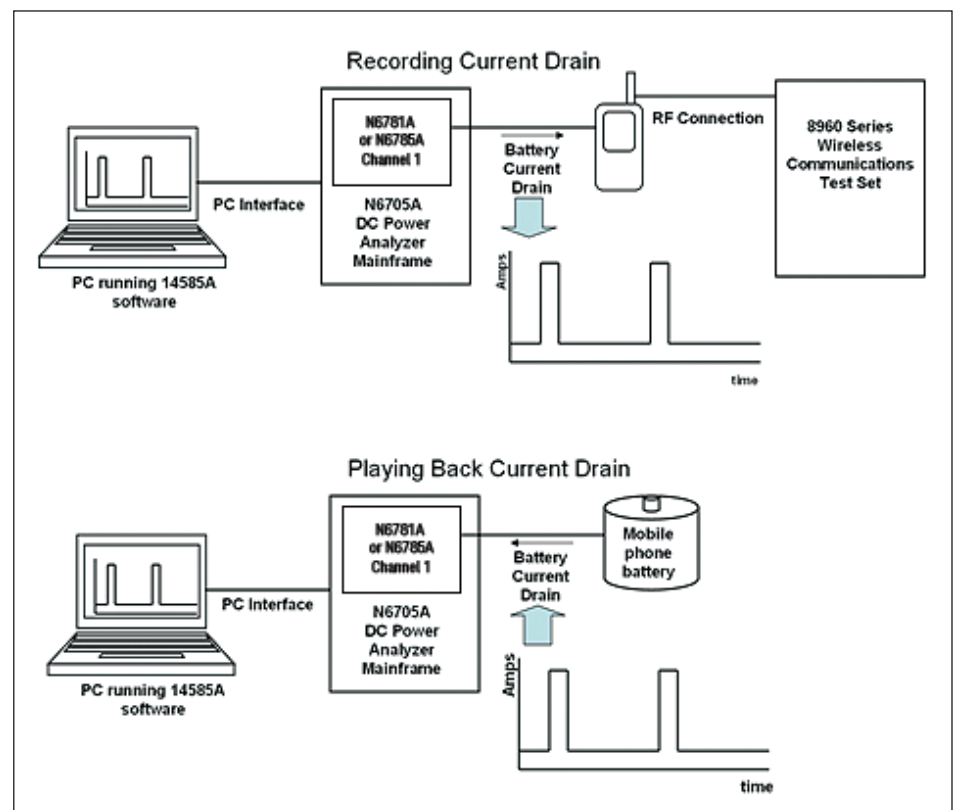 Recording Current Drain
N6781A
or N6785A
Channel 1
N6705A
DC Power
Analyzer
Mainframe
PC Interface
PC running 14585A
software
Battery
Current
Drain
RF Connection
8960 Series
Wireless
Communications
Test Set
Amps
time
Playing Back Current Drain
N6781A
or N6785A
Channel 1
N6705A
DC Power
Analyzer
Mainframe
PC Interface
PC running 14585A
software
Battery
Current
Drain
Mobile
phone
battery
Amps
time